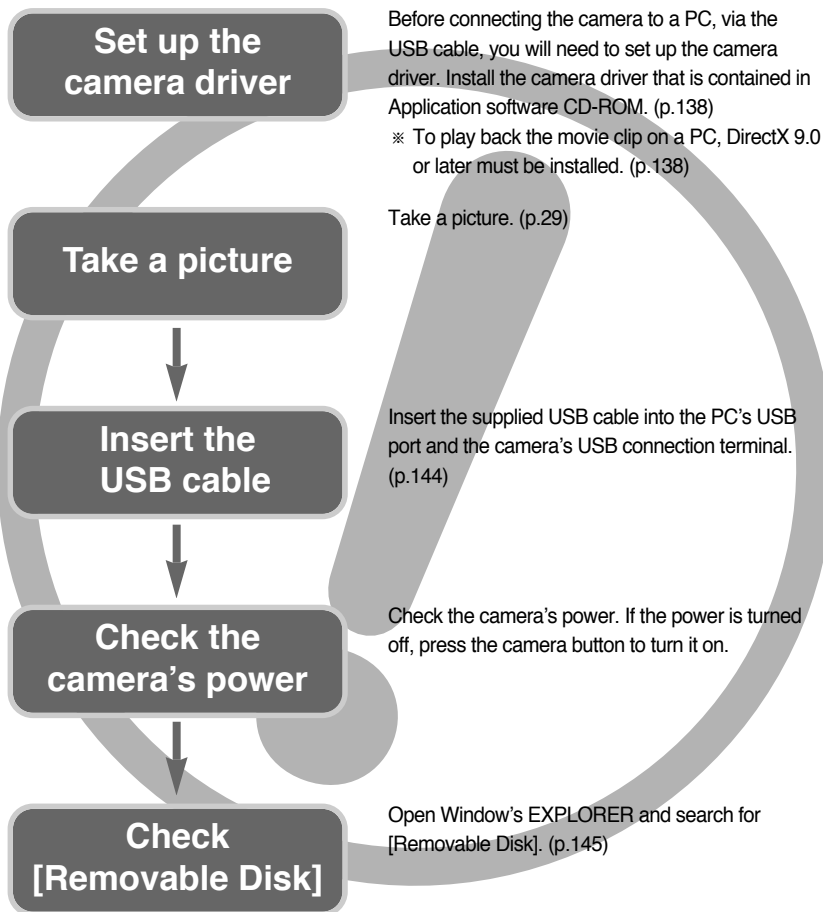 Set up the
camera driver
Before connecting the camera to a PC, via the
USB cable, you will need to set up the camera
driver. Install the camera driver that is contained in
Application software CD-ROM. (p.138)
※ To play back the movie clip on a PC, DirectX 9.0
or later must be installed. (p.138)
Take a picture
Take a picture. (p.29)
Insert the
USB cable
Insert the supplied USB cable into the PC's USB
port and the camera's USB connection terminal.
(p.144)
Check the
camera's power
Check the camera's power. If the power is turned
off, press the camera button to turn it on.
Check
[Removable Disk]
Open Window's EXPLORER and search for
[Removable Disk]. (p.145)